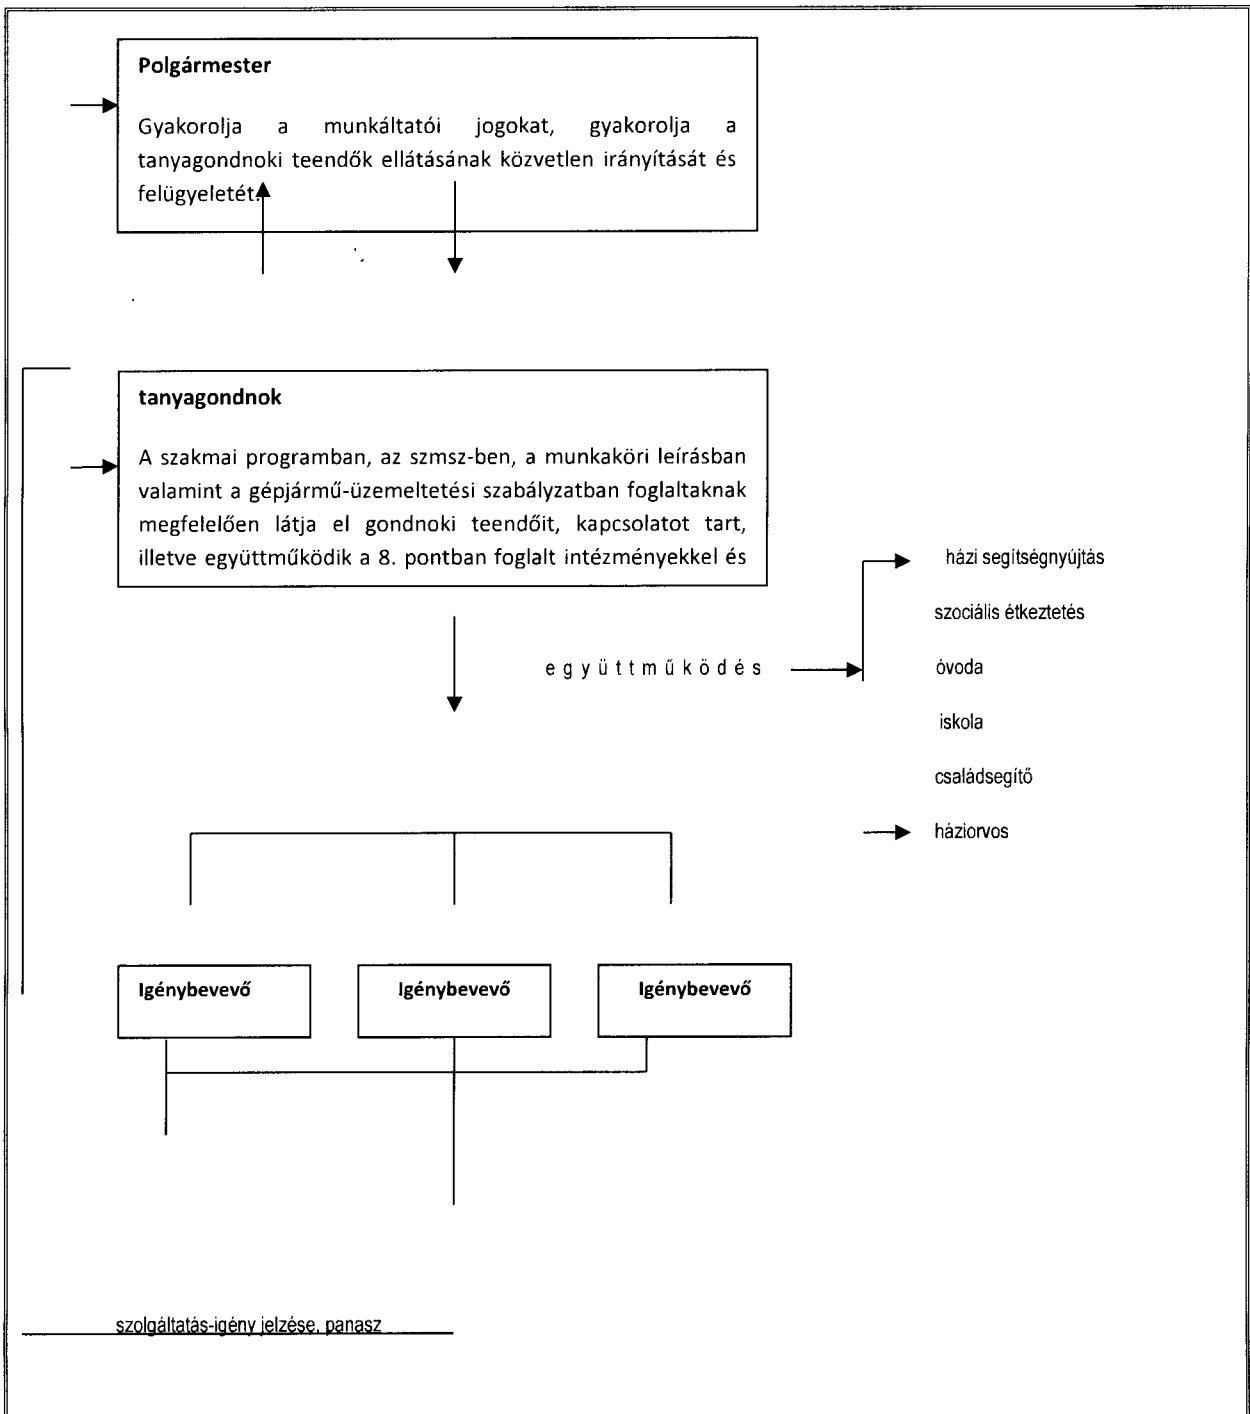 Polgármester
Gyakorolja a munkáltatói jogokat, gyakorolja a
tanyagondnoki teendők ellátásának közvetlen irányítását és
felügyeletét.
tanyagondnok
A szakmai programban, az szmsz-ben, a munkaköri leírásban
valamint a gépjármű-üzemeltetési szabályzatban foglaltaknak
megfelelően látja el gondnoki teendőit, kapcsolatot tart,
illetve együttműködik a 8. pontban foglalt intézményekkel és
házi segítségnyújtás
szociális étkeztetés
e g y ü t t m ű k ö d é s
óvoda
iskola
családsegítő
háziorvos
Igénybevevő
Igénybevevő
Igénybevevő
szolgáltatás-igény jelzése, panasz